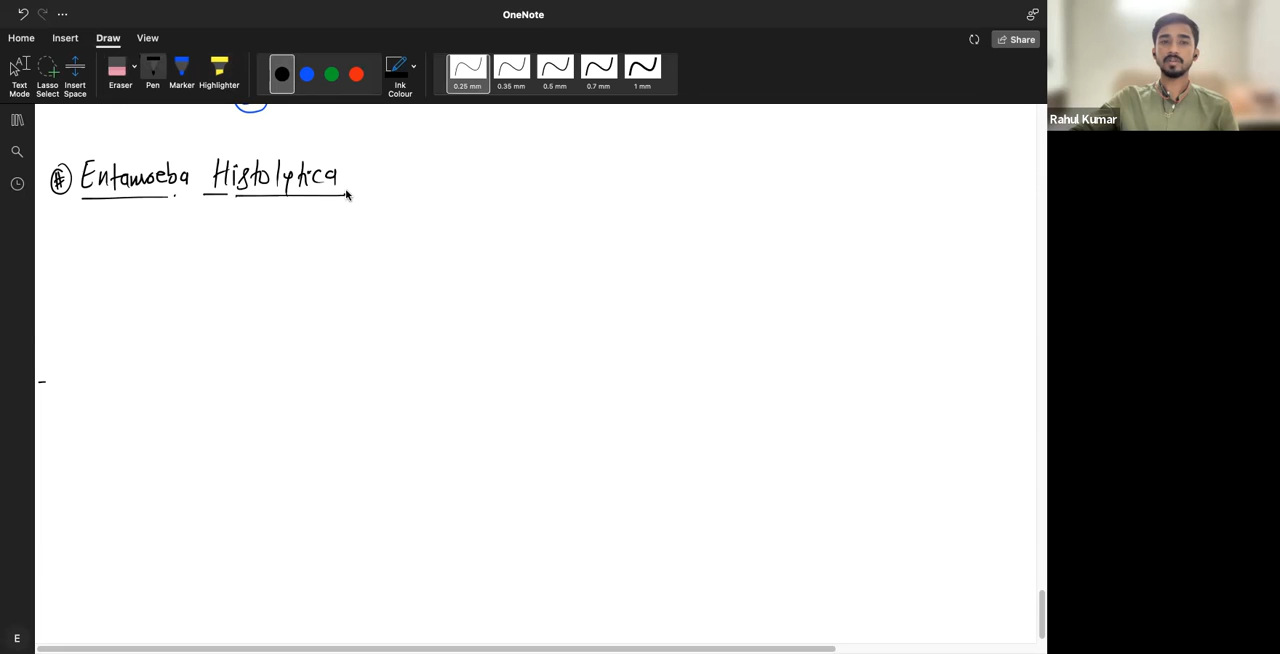 OneNote
Home Insert Draw View
Share
Text Mode
Lasso Select
Insert Space
Eraser
Pen
Marker
Highlighter
Ink Colour
0.25 mm
0.35 mm
0.5 mm
0.7 mm
1 mm
Rahul Kumar
# Entamoeba Histolytica
E